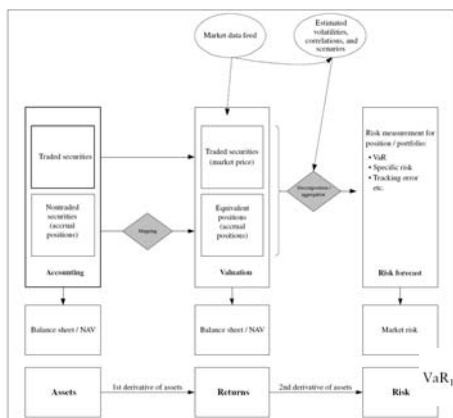 Market data feed
Estimated
volatilities,
correlations, and
scenarios
Traded securities
Nontraded
securities
(accrual
positions)
Accounting
Mapping
Traded securities
(market price)
Equivalent
positions
(accrual positions)
Valuation
Decomposition /
aggregation
Risk measurement for
position / portfolio:
• VaR
• Specific risk
• Tracking error
etc.
Risk forecast
Balance sheet / NAV
Balance sheet / NAV
Market risk
Assets
1st derivative of assets
Returns
2nd derivative of assets
Risk
VaR